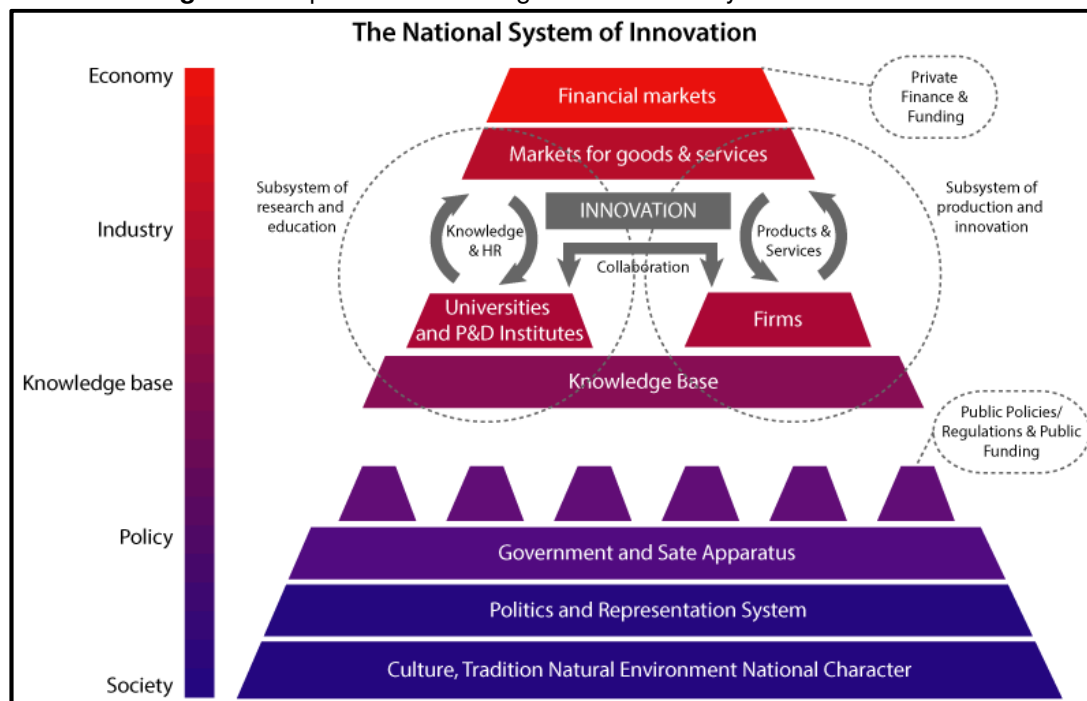 The National System of Innovation
Economy
Financial markets
Private
Finance &
Funding
Markets for goods & services
Subsystem of
research and
education
Subsystem of
production and
innovation
Industry
INNOVATION
Knowledge
& HR
Products &
Services
Collaboration
Universities
and P&D Institutes
Firms
Knowledge base
Knowledge Base
Public Policies/
Regulations & Public
Funding
Policy
Government and Sate Apparatus
Politics and Representation System
Culture, Tradition Natural Environment National Character
Society